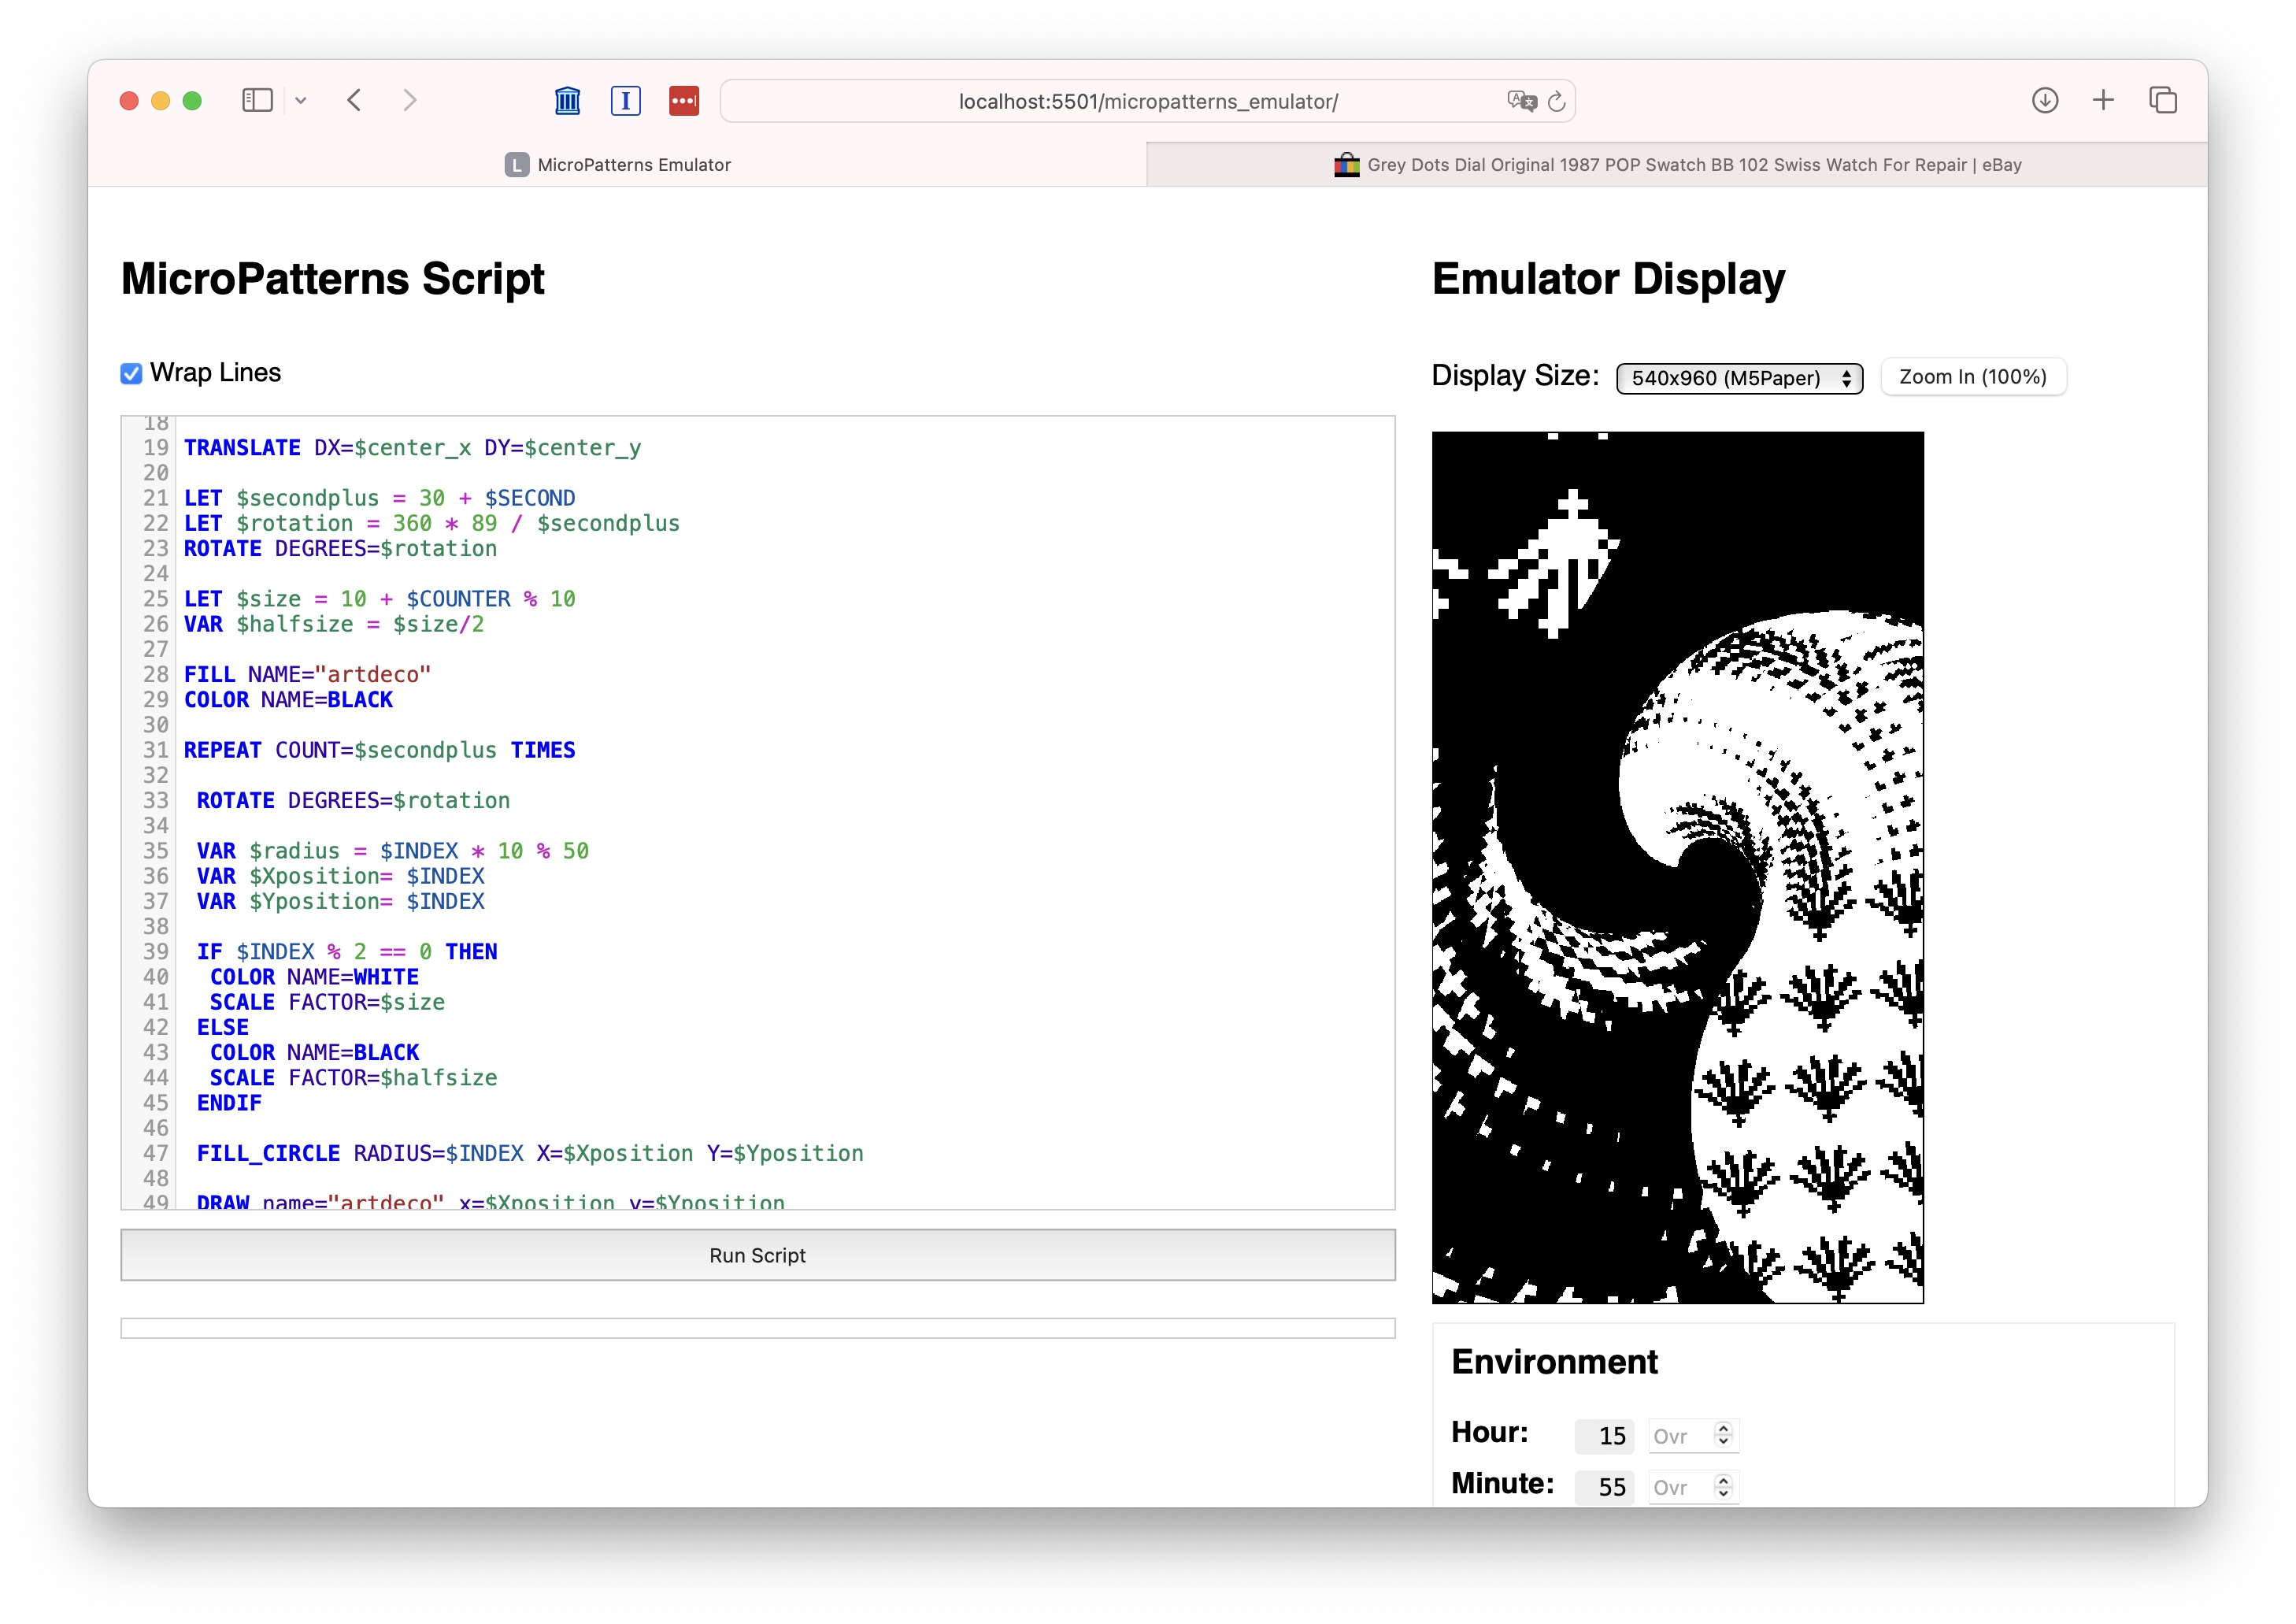 localhost:5501/micropatterns_emulator/
L MicroPatterns Emulator
Grey Dots Dial Original 1987 POP Swatch BB 102 Swiss Watch For Repair | eBay
MicroPatterns Script
Wrap Lines
18
19 TRANSLATE DX=$center_x DY=$center_y
20
21 LET $secondplus = 30 + $SECOND
22 LET $rotation = 360 * 89 / $secondplus
23 ROTATE DEGREES=$rotation
24
25 LET $size = 10 + $COUNTER % 10
26 VAR $halfsize = $size/2
27
28 FILL NAME="artdeco"
29 COLOR NAME=BLACK
30
31 REPEAT COUNT=$secondplus TIMES
32
33 ROTATE DEGREES=$rotation
34
35 VAR $radius = $INDEX * 10 % 50
36 VAR $Xposition= $INDEX
37 VAR $Yposition= $INDEX
38
39 IF $INDEX % 2 == 0 THEN
40 COLOR NAME=WHITE
41 SCALE FACTOR=$size
42 ELSE
43 COLOR NAME=BLACK
44 SCALE FACTOR=$halfsize
45 ENDIF
46
47 FILL_CIRCLE RADIUS=$INDEX X=$Xposition Y=$Yposition
48
49 DRAW name="artdeco" x=$Xposition y=$Yposition
Run Script
Emulator Display
Display Size: 540x960 (M5Paper) Zoom In (100%)
Environment
Hour: 15 Ovr
Minute: 55 Ovr